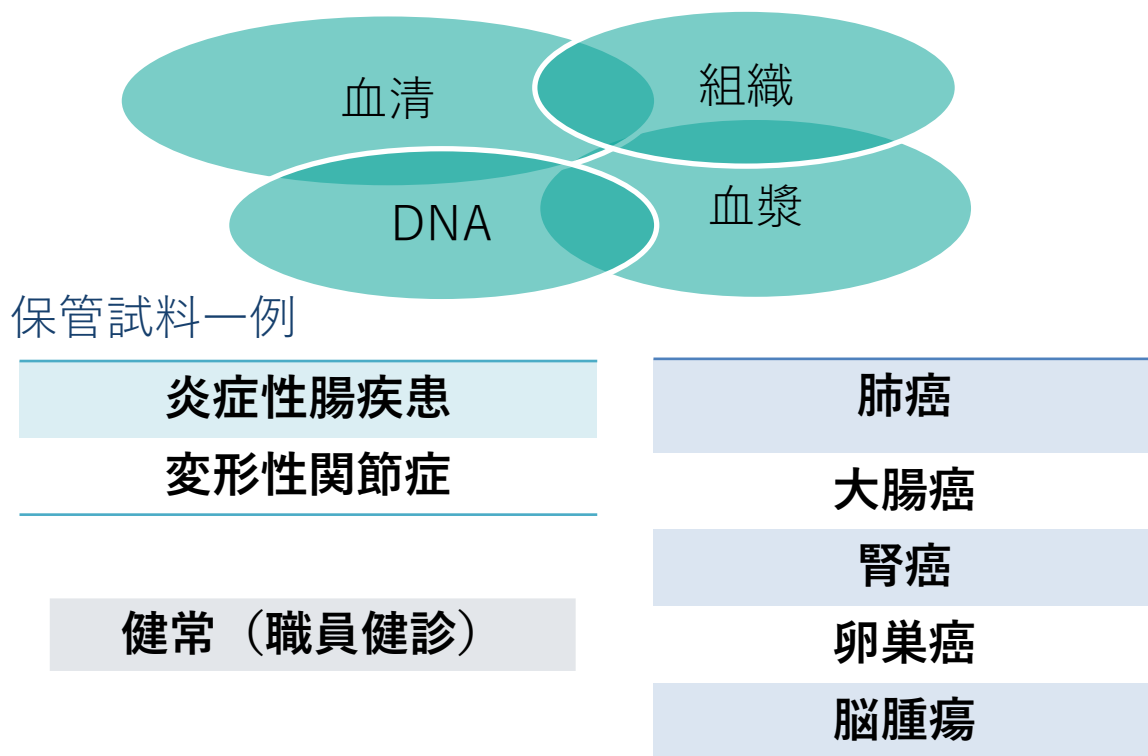 血清
組織
DNA
血漿
保管試料一例
炎症性腸疾患
変形性関節症
健常（職員健診）
肺癌
大腸癌
腎癌
卵巣癌
脳腫瘍